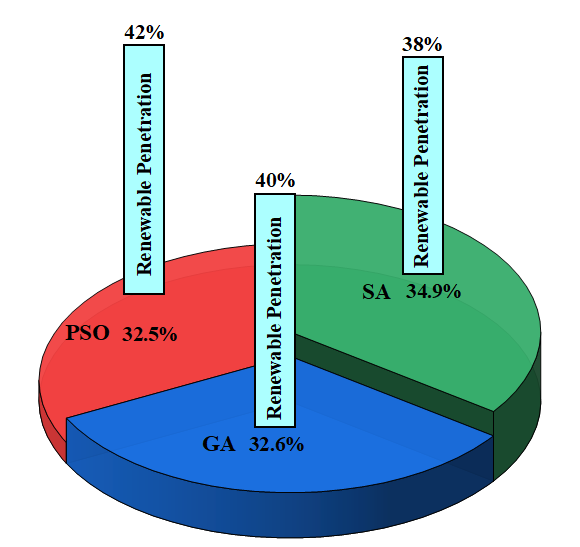 42%
Renewable Penetration
38%
Renewable Penetration
40%
Renewable Penetration
SA 34.9%
PSO 32.5%
GA 32.6%